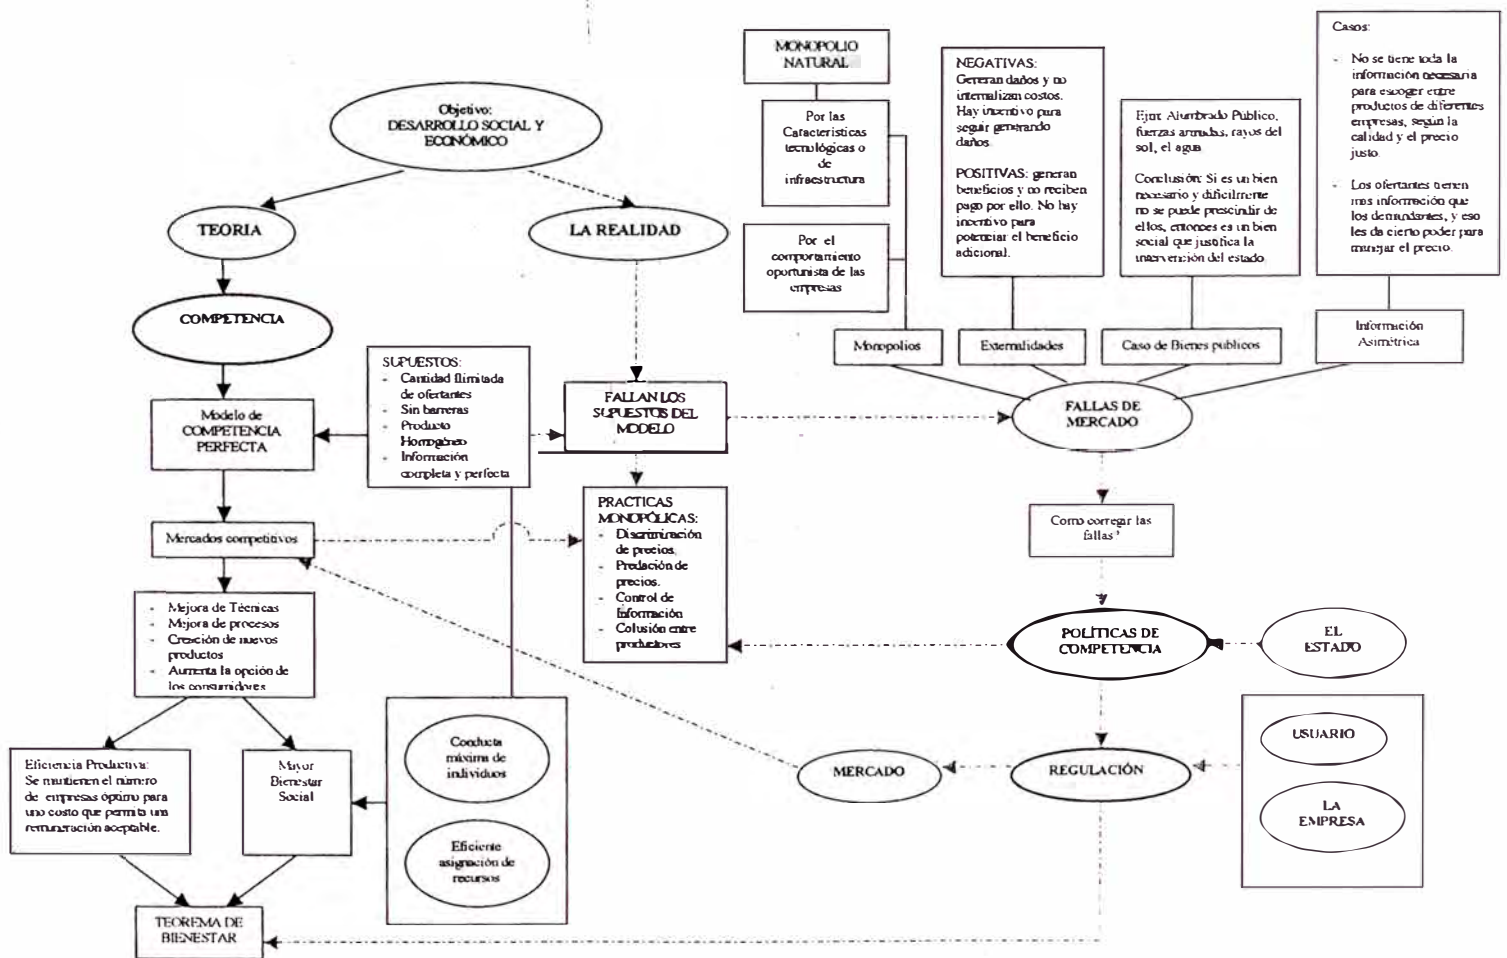 Objetivo:
DESARROLLO SOCIAL Y
ECONÓMICO
TEORIA
LA REALIDAD
COMPETENCIA
Modelo de
COMPETENCIA
PERFECTA
SUPUESTOS:
- Cantidad Ilimitada
de ofertantes
- Sin barreras
- Producto
Homogéneo
- Información
completa y perfecta
FALLAN LOS
SUPUESTOS DEL
MODELO
Mercados competitivos
PRACTICAS
MONOPÓLICAS:
- Discriminación
de precios.
- Predación de
precios.
- Control de
Información
- Colusión entre
productores
- Mejora de Técnicas
- Mejora de procesos
- Creación de nuevos
productos
- Aumenta la opción de
los consumidores
Eficiencia Productiva:
Se mantienen el número
de empresas óptimo para
uno costo que permita una
remuneración aceptable.
Mayor
Bienestar
Social
Conducta
máxima de
individuos
Eficiente
asignación de
recursos
TEOREMA DE
BIENESTAR
MONOPOLIO
NATURAL
Por las
Características
tecnológicas o
de
infraestructura
Por el
comportamiento
oportunista de las
empresas
NEGATIVAS:
Generan daños y no
internalizan costos.
Hay incentivo para
seguir generando
daños.
POSITIVAS: generan
beneficios y no reciben
pago por ello. No hay
incentivo para
potenciar el beneficio
adicional.
Ejm: Alumbrado Público,
fuerzas armadas, rayos del
sol, el agua
Conclusión: Si es un bien
necesario y difícilmente
no se puede prescindir de
ellos, entonces es un bien
social que justifica la
intervención del estado
Casos:
- No se tiene toda la
información necesaria
para escoger entre
productos de diferentes
empresas, según la
calidad y el precio
justo.
- Los ofertantes tienen
mas información que
los demandantes, y eso
les da cierto poder para
manejar el precio.
Monopolios
Externalidades
Caso de Bienes públicos
Información
Asimétrica
FALLAS DE
MERCADO
Como corregar las
fallas?
POLÍTICAS DE
COMPETENCIA
EL
ESTADO
MERCADO
REGULACIÓN
USUARIO
LA
EMPRESA